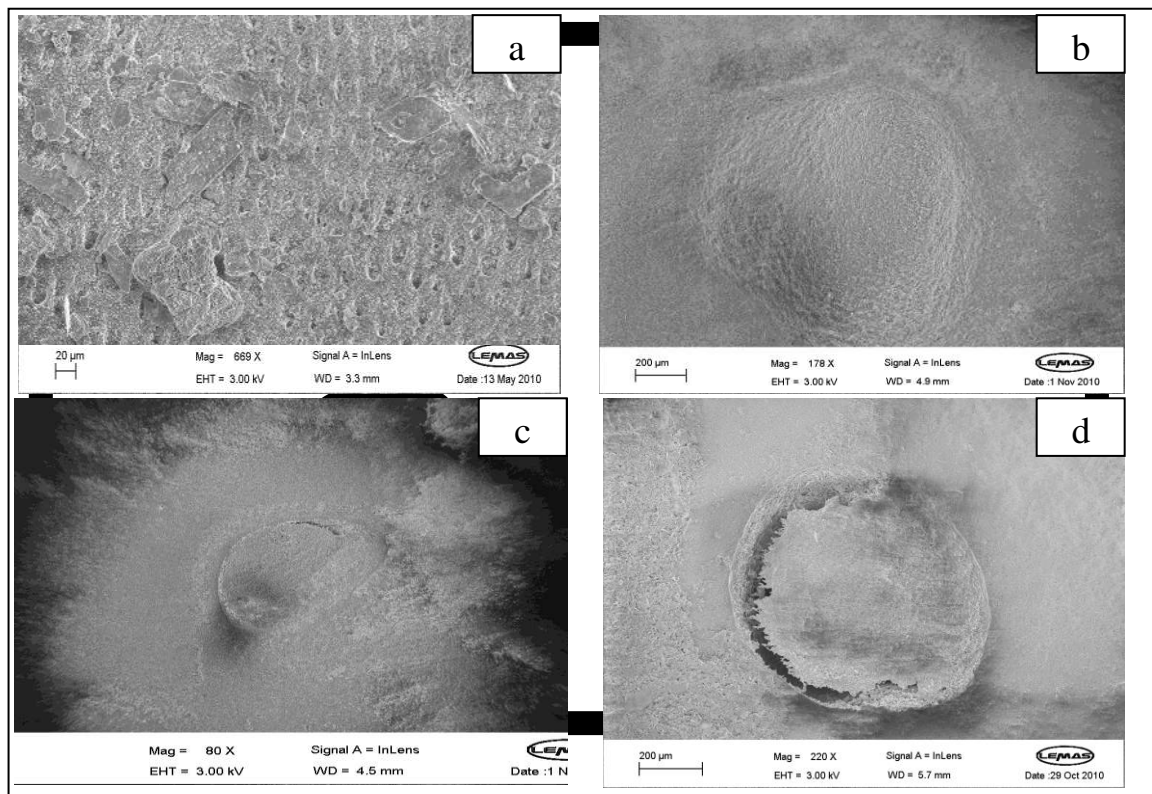 a
20 µm
Mag = 669 X
Signal A = InLens
LEMAS
EHT = 3.00 kV
WD = 3.3 mm
Date :13 May 2010
b
200 µm
Mag = 178 X
Signal A = InLens
LEMAS
EHT = 3.00 kV
WD = 4.9 mm
Date :1 Nov 2010
c
Mag = 80 X
Signal A = InLens
EHT = 3.00 kV
WD = 4.5 mm
Date :1 N
d
200 µm
Mag = 220 X
Signal A = InLens
LEMAS
EHT = 3.00 kV
WD = 5.7 mm
Date :29 Oct 2010